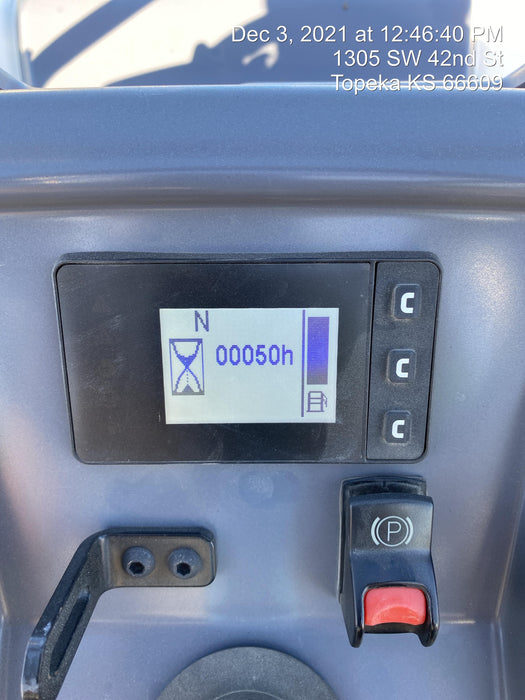 Dec 3, 2021 at 12:46:40 PM
1305 SW 42nd St
Topeka KS 66609
N
00050h
C
C
C
P